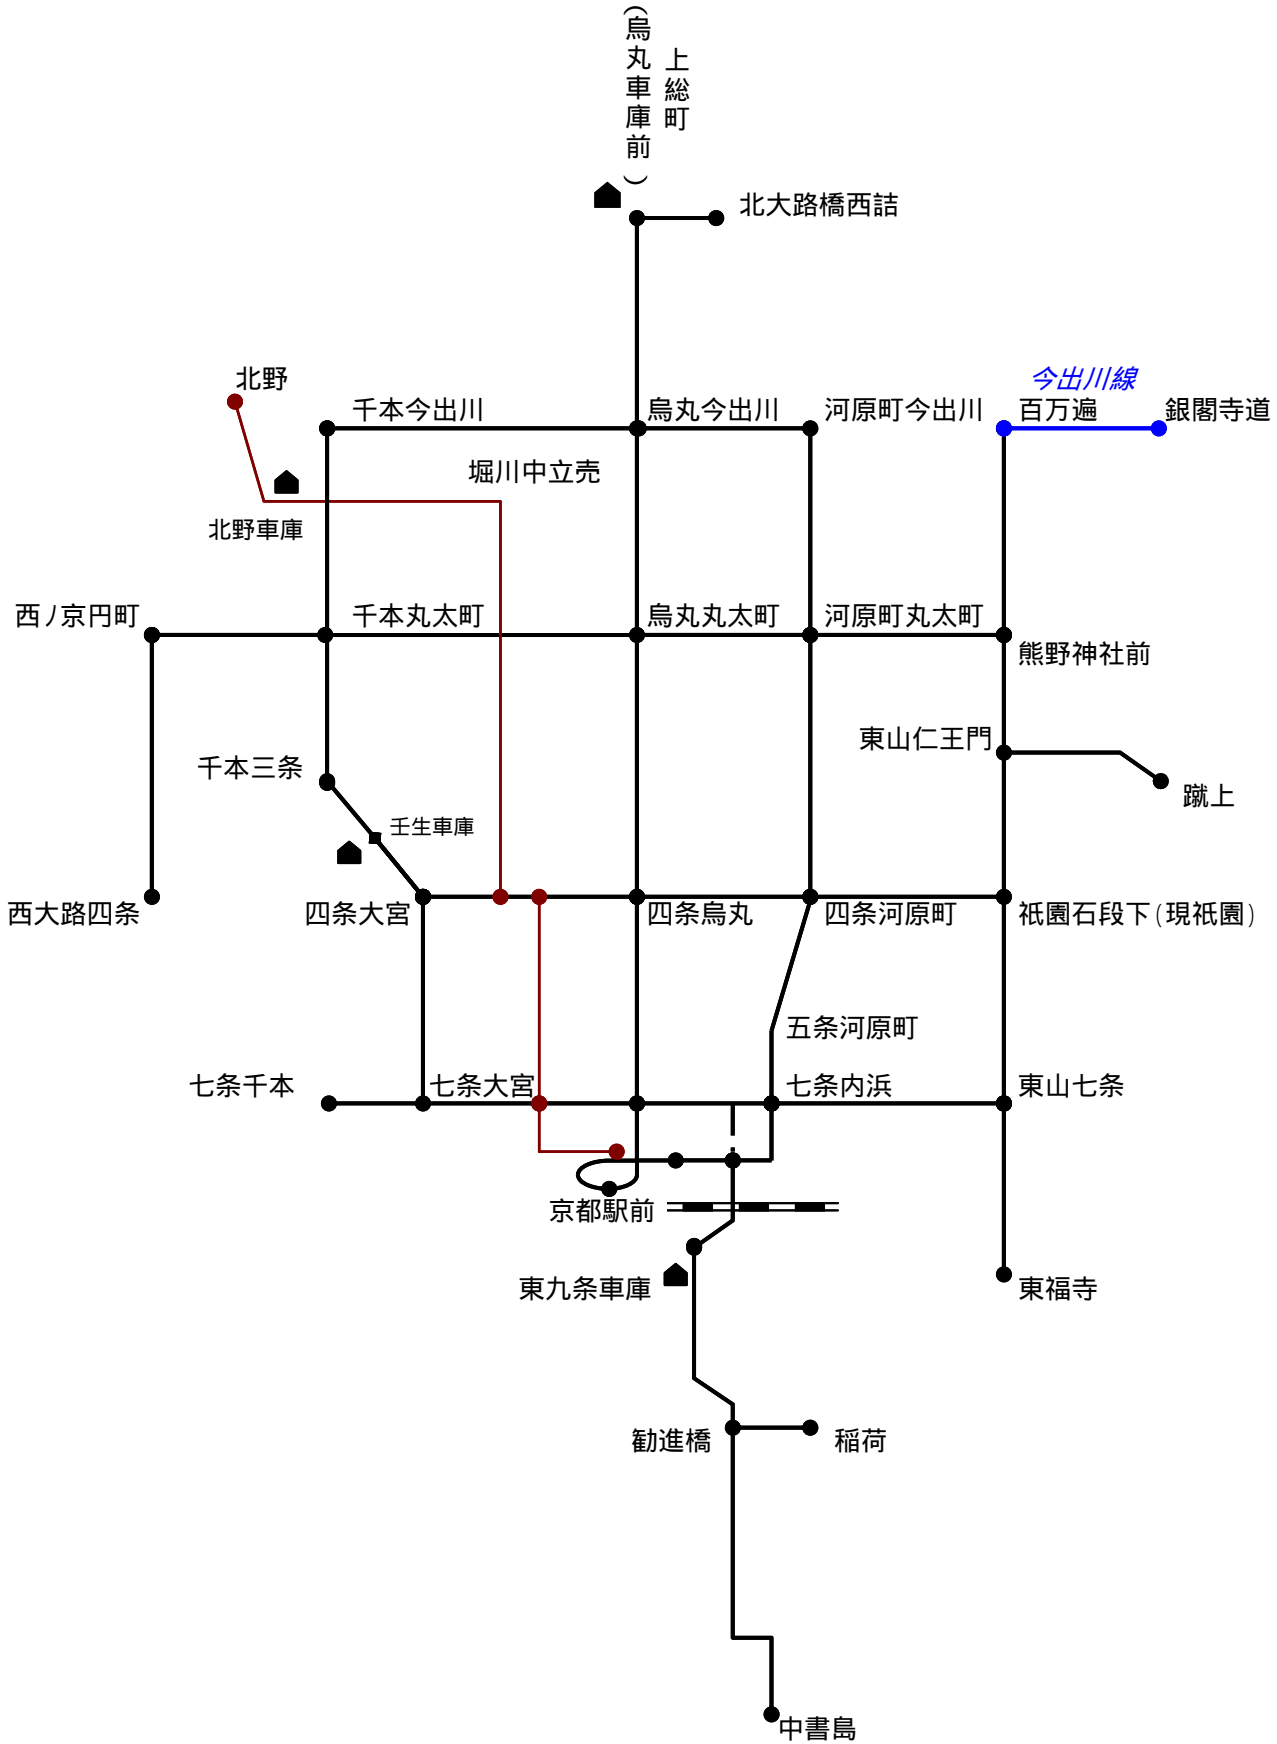 (烏丸車庫前)
上総町
北大路橋西詰
北野
今出川線
千本今出川
烏丸今出川
河原町今出川
百万遍
銀閣寺道
堀川中立売
北野車庫
西ノ京円町
千本丸太町
烏丸丸太町
河原町丸太町
熊野神社前
東山仁王門
千本三条
蹴上
壬生車庫
西大路四条
四条大宮
四条烏丸
四条河原町
祇園石段下(現祇園)
五条河原町
七条千本
七条大宮
七条内浜
東山七条
京都駅前
東九条車庫
東福寺
勧進橋
稲荷
中書島